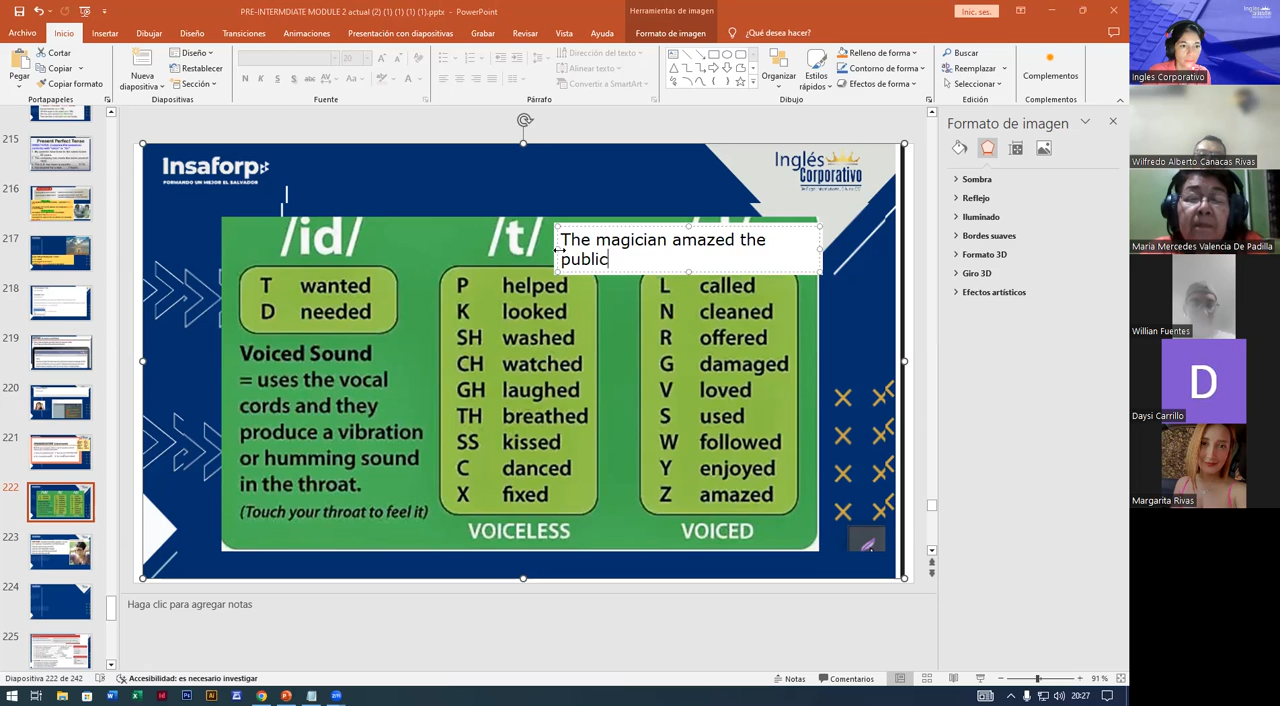 PRE-INTERMDIATE MODULE 2 actual (2) (1) (1) (1).pptx - PowerPoint
Herramientas de imagen
Inic. ses.
Archivo Inicio Insertar Dibujar Diseño Transiciones Animaciones Presentación con diapositivas Grabar Revisar Vista Ayuda Formato de imagen ¿Qué desea hacer?
Pegar
Cortar
Copiar
Copiar formato
Portapapeles
Nueva diapositiva
Diseño
Restablecer
Sección
Diapositivas
20
N K S S abc AV Aa A
Fuente
Párrafo
Dirección del texto
Alinear texto
Convertir a SmartArt
Organizar
Estilos rápidos
Relleno de forma
Contorno de forma
Efectos de forma
Dibujo
Buscar
Reemplazar
Seleccionar
Edición
Complementos
Complementos
215
Present Perfect Tense
216
217
218
219
220
221
222
223
224
225
Insaforp
FORMANDO UN MEJOR EL SALVADOR
Inglés
Corporativo
/id/
/t/
The magician amazed the
public
T wanted
D needed
Voiced Sound
= uses the vocal
cords and they
produce a vibration
or humming sound
in the throat.
(Touch your throat to feel it)
P helped
K looked
SH washed
CH watched
GH laughed
TH breathed
SS kissed
C danced
X fixed
VOICELESS
L called
N cleaned
R offered
G damaged
V loved
S used
W followed
Y enjoyed
Z amazed
VOICED
Haga clic para agregar notas
Formato de imagen
Sombra
Reflejo
Iluminado
Bordes suaves
Formato 3D
Giro 3D
Efectos artísticos
Inglés Corporativo
Ingles Corporativo
Wilfredo Alberto Canacas Rivas
Maria Mercedes Valencia De Padilla
Willian Fuentes
D
Daysi Carrillo
Margarita Rivas
Diapositiva 222 de 242
Accesibilidad: es necesario investigar
Notas
Comentarios
91 %
20:27